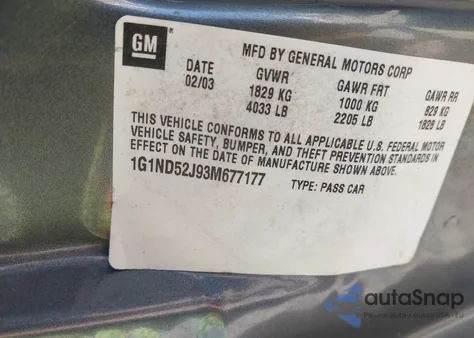 GM
MFD BY GENERAL MOTORS CORP
DATE GVWR GAWR FRT GAWR RR
02/03 1829 KG 1000 KG 829 KG
4033 LB 2205 LB 1828 LB
THIS VEHICLE CONFORMS TO ALL APPLICABLE U.S. FEDERAL MOTOR
VEHICLE SAFETY, BUMPER, AND THEFT PREVENTION STANDARDS IN
EFFECT ON THE DATE OF MANUFACTURE SHOWN ABOVE.
1G1ND52J93M677177
TYPE: PASS CAR
autoSnap